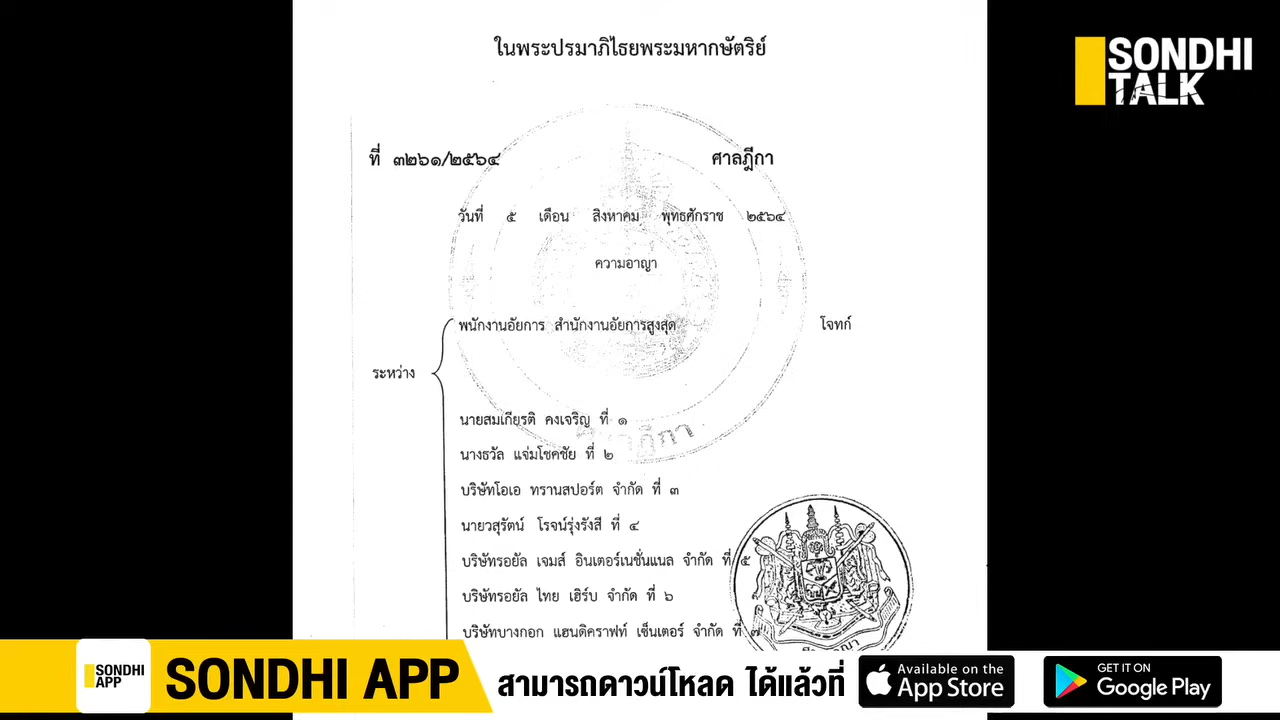 ในพระปรมาภิไธยพระมหากษัตริย์
SONDHI
TALK
ที่ ๓๒๖๑/๒๕๖๔ ศาลฎีกา
วันที่ ๕ เดือน สิงหาคม พุทธศักราช ๒๕๖๔
ความอาญา
พนักงานอัยการ สำนักงานอัยการสูงสุด โจทก์
ระหว่าง
นายสมเกียรติ คงเจริญ ที่ ๑
นางธวัล แจ่มโชคชัย ที่ ๒
บริษัทโอเอ ทรานสปอร์ต จำกัด ที่ ๓
นายวสุรัตน์ โรจน์รุ่งรังสี ที่ ๔
บริษัทรอยัล เจมส์ อินเตอร์เนชั่นแนล จำกัด ที่ ๕
บริษัทรอยัล ไทย เฮิร์บ จำกัด ที่ ๖
บริษัทบางกอก แฮนดิคราฟท์ เซ็นเตอร์ จำกัด ที่ ๗
SONDHI
APP
SONDHI APP
สามารถดาวน์โหลด ได้แล้วที่
Available on the
App Store
GET IT ON
Google Play